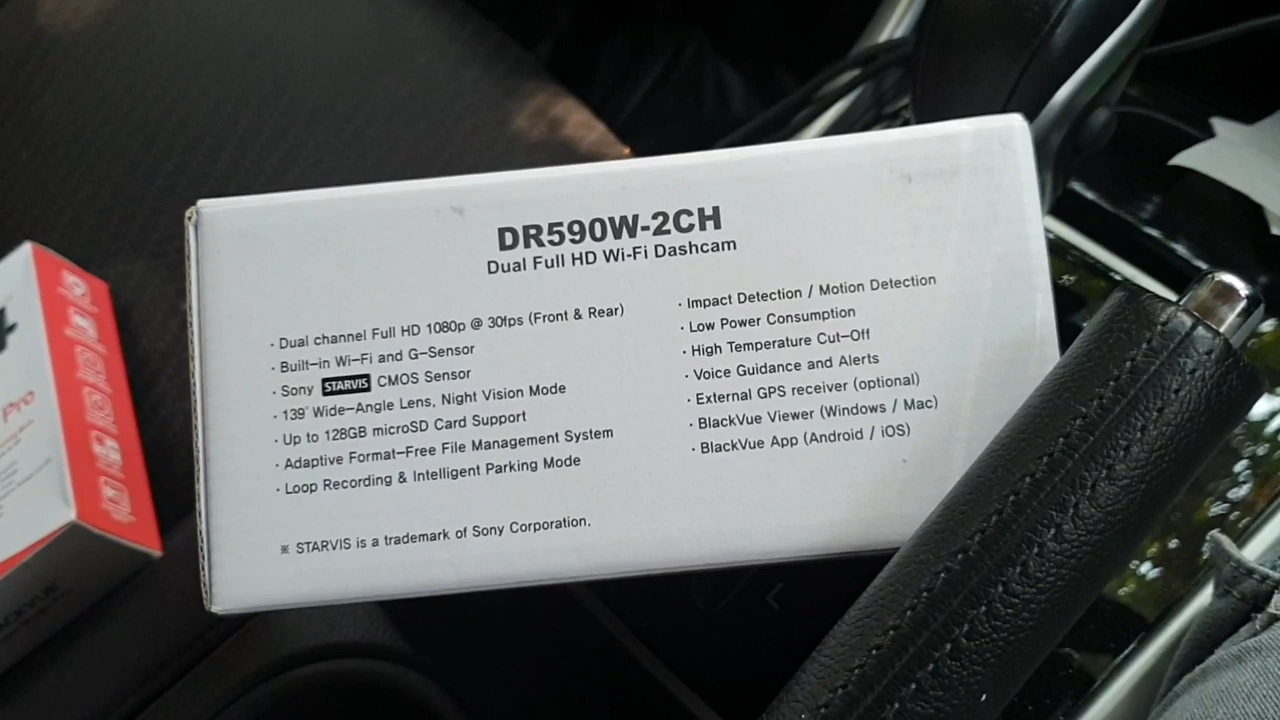 DR590W-2CH
Dual Full HD Wi-Fi Dashcam
· Dual channel Full HD 1080p @ 30fps (Front & Rear)
· Built-in Wi-Fi and G-Sensor
· Sony STARVIS CMOS Sensor
· 139° Wide-Angle Lens, Night Vision Mode
· Up to 128GB microSD Card Support
· Adaptive Format-Free File Management System
· Loop Recording & Intelligent Parking Mode
· Impact Detection / Motion Detection
· Low Power Consumption
· High Temperature Cut-Off
· Voice Guidance and Alerts
· External GPS receiver (optional)
· BlackVue Viewer (Windows / Mac)
· BlackVue App (Android / iOS)
※ STARVIS is a trademark of Sony Corporation.
Pro